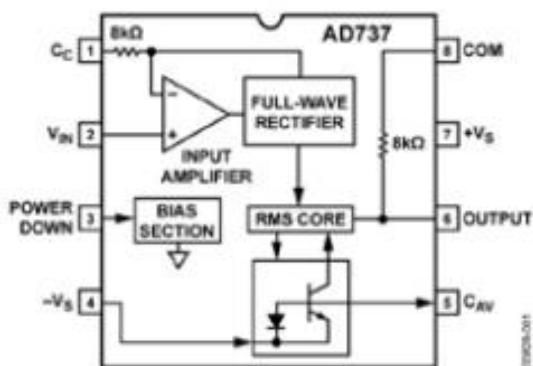 AD737
8kΩ
CC
1
8
COM
FULL-WAVE
RECTIFIER
VIN
2
8kΩ
7
+VS
INPUT
AMPLIFIER
POWER
DOWN
3
BIAS
SECTION
RMS CORE
6
OUTPUT
–VS
4
5
CAV